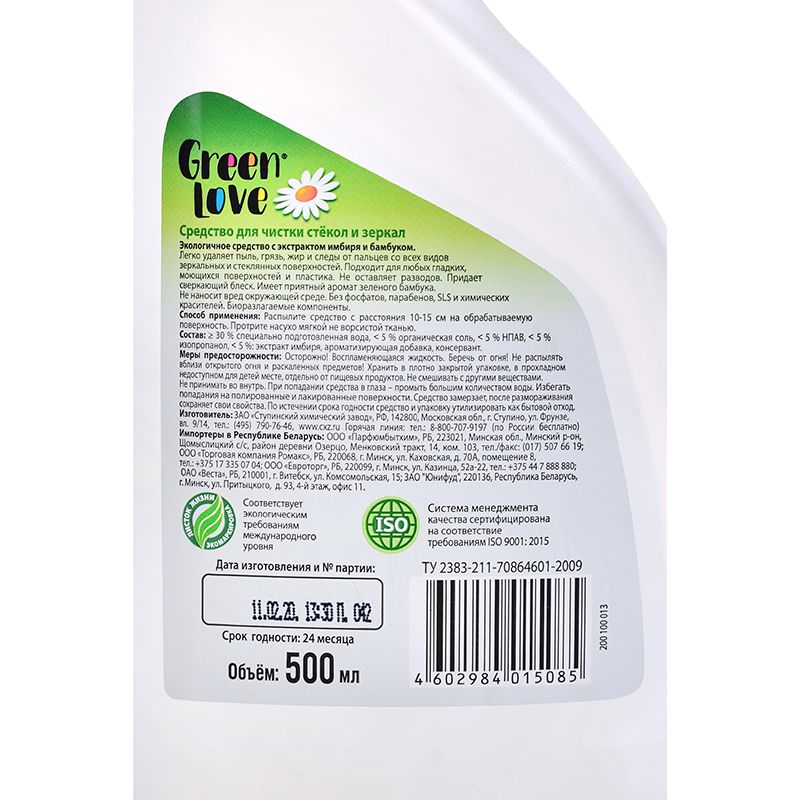 Green®
Love
Средство для чистки стёкол и зеркал
Экологичное средство с экстрактом имбиря и бамбуком.
Легко удаляет пыль, грязь, жир и следы от пальцев со всех видов
зеркальных и стеклянных поверхностей. Подходит для любых гладких,
моющихся поверхностей и пластика. Не оставляет разводов. Придает
сверкающий блеск. Имеет приятный аромат зеленого бамбука.
Не наносит вред окружающей среде. Без фосфатов, парабенов, SLS и химических
красителей. Биоразлагаемые компоненты.
Способ применения: Распылите средство с расстояния 10-15 см на обрабатываемую
поверхность. Протрите насухо мягкой не ворсистой тканью.
Состав: ≥ 30 % специально подготовленная вода, < 5 % органическая соль, < 5 % НПАВ, < 5 %
изопропанол, < 5 %: экстракт имбиря, ароматизирующая добавка, консервант.
Меры предосторожности: Осторожно! Воспламеняющаяся жидкость. Беречь от огня! Не распылять
вблизи открытого огня и раскаленных предметов! Хранить в плотно закрытой упаковке, в прохладном
недоступном для детей месте, отдельно от пищевых продуктов. Не смешивать с другими веществами.
Не принимать во внутрь. При попадании средства в глаза – промыть большим количеством воды. Избегать
попадания на полированные и лакированные поверхности. Средство замерзает, после размораживания
сохраняет свои свойства. По истечении срока годности средство и упаковку утилизировать как бытовой отход.
Изготовитель: ЗАО «Ступинский химический завод», РФ, 142800, Московская обл., г. Ступино, ул. Фрунзе,
вл. 9/14, тел.: (495) 790-76-46, www.cxz.ru Горячая линия: тел.: 8-800-707-9197 (по России бесплатно)
Импортеры в Республике Беларусь: ООО «Парфюмбытхим», РБ, 223021, Минская обл., Минский р-он,
Щомыслицкий с/с, район деревни Озерцо, Меньковский тракт, 14, ком. 103, тел./факс: (017) 507 66 19;
ООО «Торговая компания Ромакс», РБ, 220068, г. Минск, ул. Каховская, д. 70А, помещение 8,
тел.: +375 17 335 07 04; ООО «Евроторг», РБ, 220099, г. Минск, ул. Казинца, 52а-22, тел.: +375 44 7 888 880;
ОАО «Веста», РБ, 210001, г. Витебск, ул. Комсомольская, 15; ЗАО "Юнифуд", 220136, Республика Беларусь,
г. Минск, ул. Притыцкого, д. 93, 4-й этаж, офис 11.
ЛИСТОК ЖИЗНИ
ЭКОМАРКИРОВКА
Соответствует
экологическим
требованиям
международного
уровня
ISO
Система менеджмента
качества сертифицирована
на соответствие
требованиям ISO 9001: 2015
Дата изготовления и № партии:
11.02.20. 13:30 П. 042
Срок годности: 24 месяца
Объём: 500 мл
ТУ 2383-211-70864601-2009
4 602984 015085
200 100 013